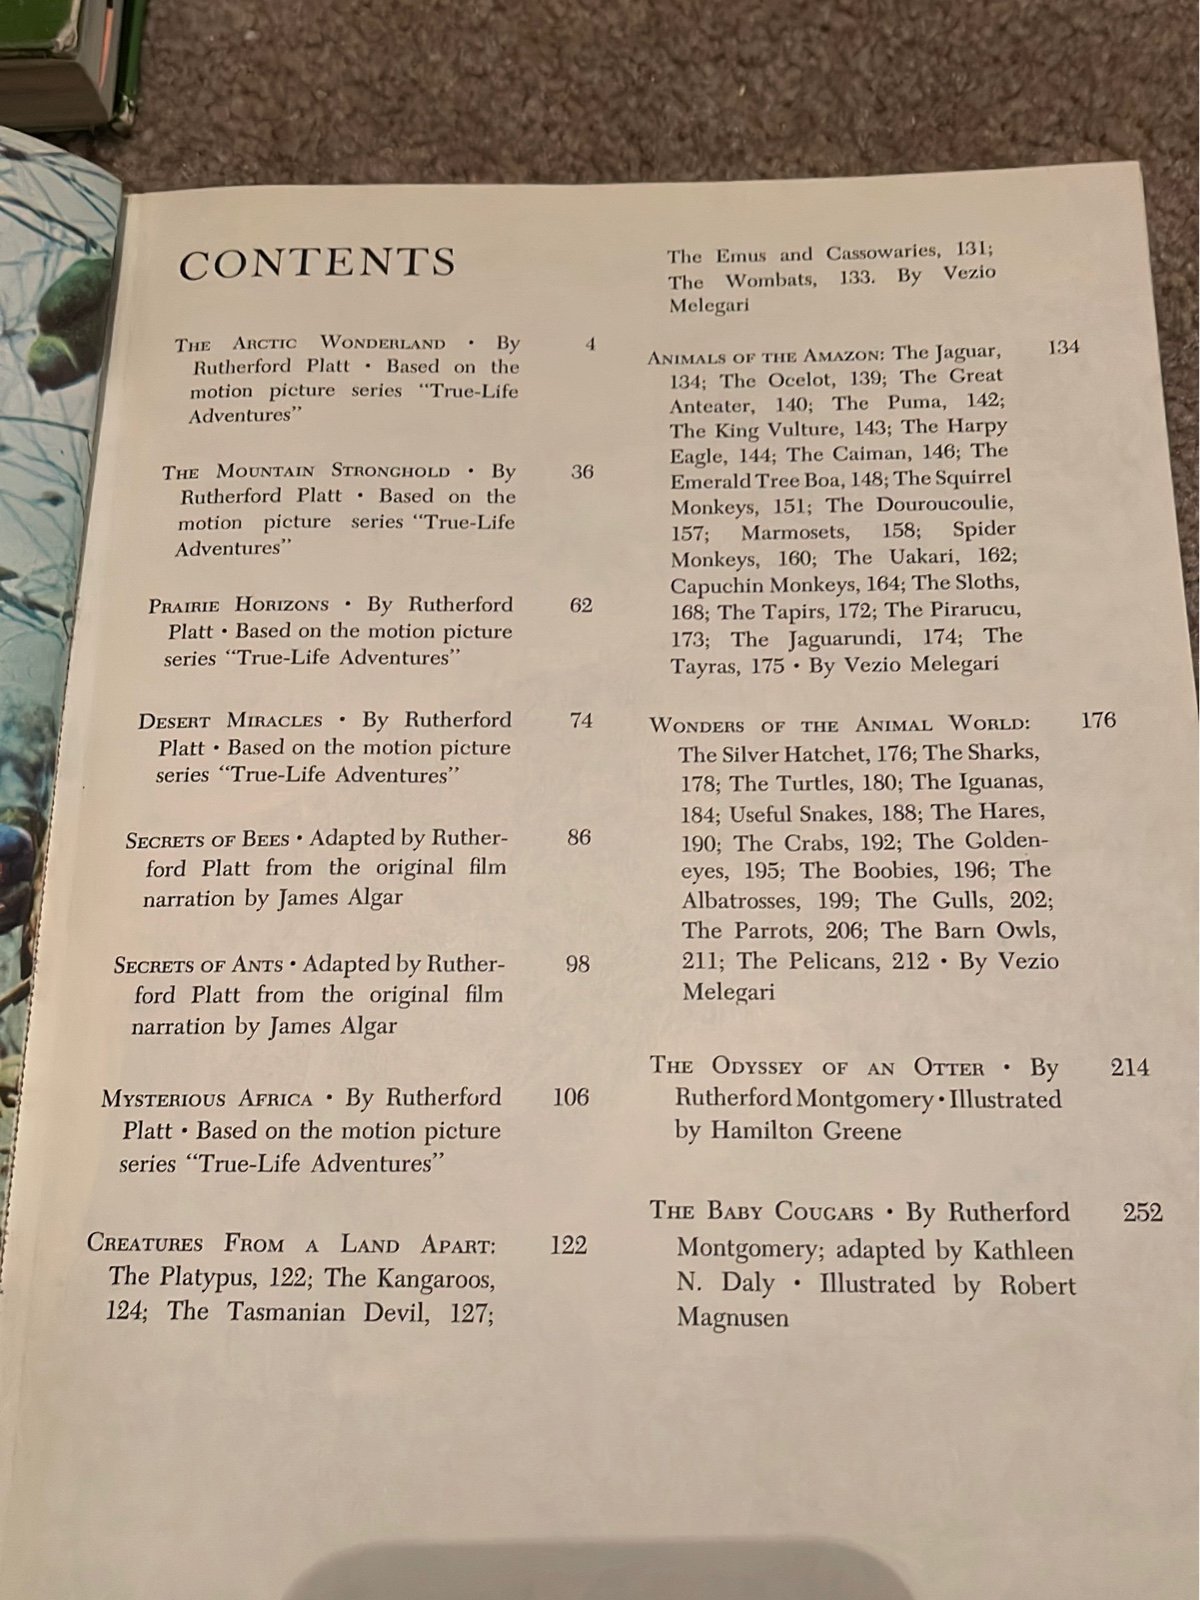 CONTENTS
THE ARCTIC WONDERLAND • By 4
Rutherford Platt • Based on the
motion picture series “True-Life
Adventures”
THE MOUNTAIN STRONGHOLD • By 36
Rutherford Platt • Based on the
motion picture series “True-Life
Adventures”
PRAIRIE HORIZONS • By Rutherford 62
Platt • Based on the motion picture
series “True-Life Adventures”
DESERT MIRACLES • By Rutherford 74
Platt • Based on the motion picture
series “True-Life Adventures”
SECRETS OF BEES • Adapted by Ruther- 86
ford Platt from the original film
narration by James Algar
SECRETS OF ANTS • Adapted by Ruther- 98
ford Platt from the original film
narration by James Algar
MYSTERIOUS AFRICA • By Rutherford 106
Platt • Based on the motion picture
series “True-Life Adventures”
CREATURES FROM A LAND APART: 122
The Platypus, 122; The Kangaroos,
124; The Tasmanian Devil, 127;
The Emus and Cassowaries, 131;
The Wombats, 133. By Vezio
Melegari
ANIMALS OF THE AMAZON: The Jaguar, 134
134; The Ocelot, 139; The Great
Anteater, 140; The Puma, 142;
The King Vulture, 143; The Harpy
Eagle, 144; The Caiman, 146; The
Emerald Tree Boa, 148; The Squirrel
Monkeys, 151; The Douroucoulie,
157; Marmosets, 158; Spider
Monkeys, 160; The Uakari, 162;
Capuchin Monkeys, 164; The Sloths,
168; The Tapirs, 172; The Pirarucu,
173; The Jaguarundi, 174; The
Tayras, 175 • By Vezio Melegari
WONDERS OF THE ANIMAL WORLD: 176
The Silver Hatchet, 176; The Sharks,
178; The Turtles, 180; The Iguanas,
184; Useful Snakes, 188; The Hares,
190; The Crabs, 192; The Golden-
eyes, 195; The Boobies, 196; The
Albatrosses, 199; The Gulls, 202;
The Parrots, 206; The Barn Owls,
211; The Pelicans, 212 • By Vezio
Melegari
THE ODYSSEY OF AN OTTER • By 214
Rutherford Montgomery • Illustrated
by Hamilton Greene
THE BABY COUGARS • By Rutherford 252
Montgomery; adapted by Kathleen
N. Daly • Illustrated by Robert
Magnusen